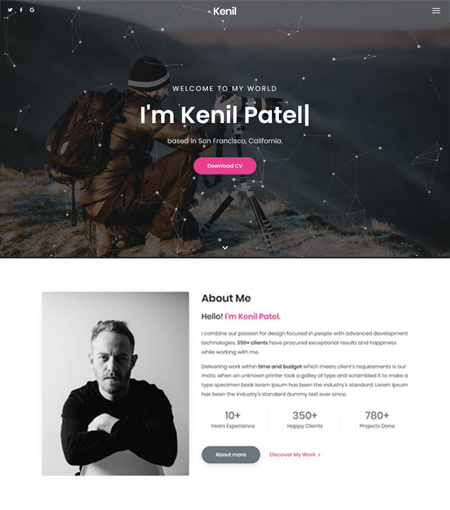 Kenil
WELCOME TO MY WORLD
I'm Kenil Patel|
based in San Francisco, California.
Download CV
About Me
Hello! I'm Kenil Patel.
I combine our passion for design focused in people with advanced development
technologies. 350+ clients have procured exceptional results and happiness
while working with me.
Delivering work within time and budget which meets client's requirements is our
moto. when an unknown printer took a galley of type and scrambled it to make a
type specimen book lorem Ipsum has been the industry's standard. Lorem Ipsum
has been the industry's standard dummy text ever since.
10+ 350+ 780+
Years Experiance Happy Clients Projects Done
About more Discover My Work >